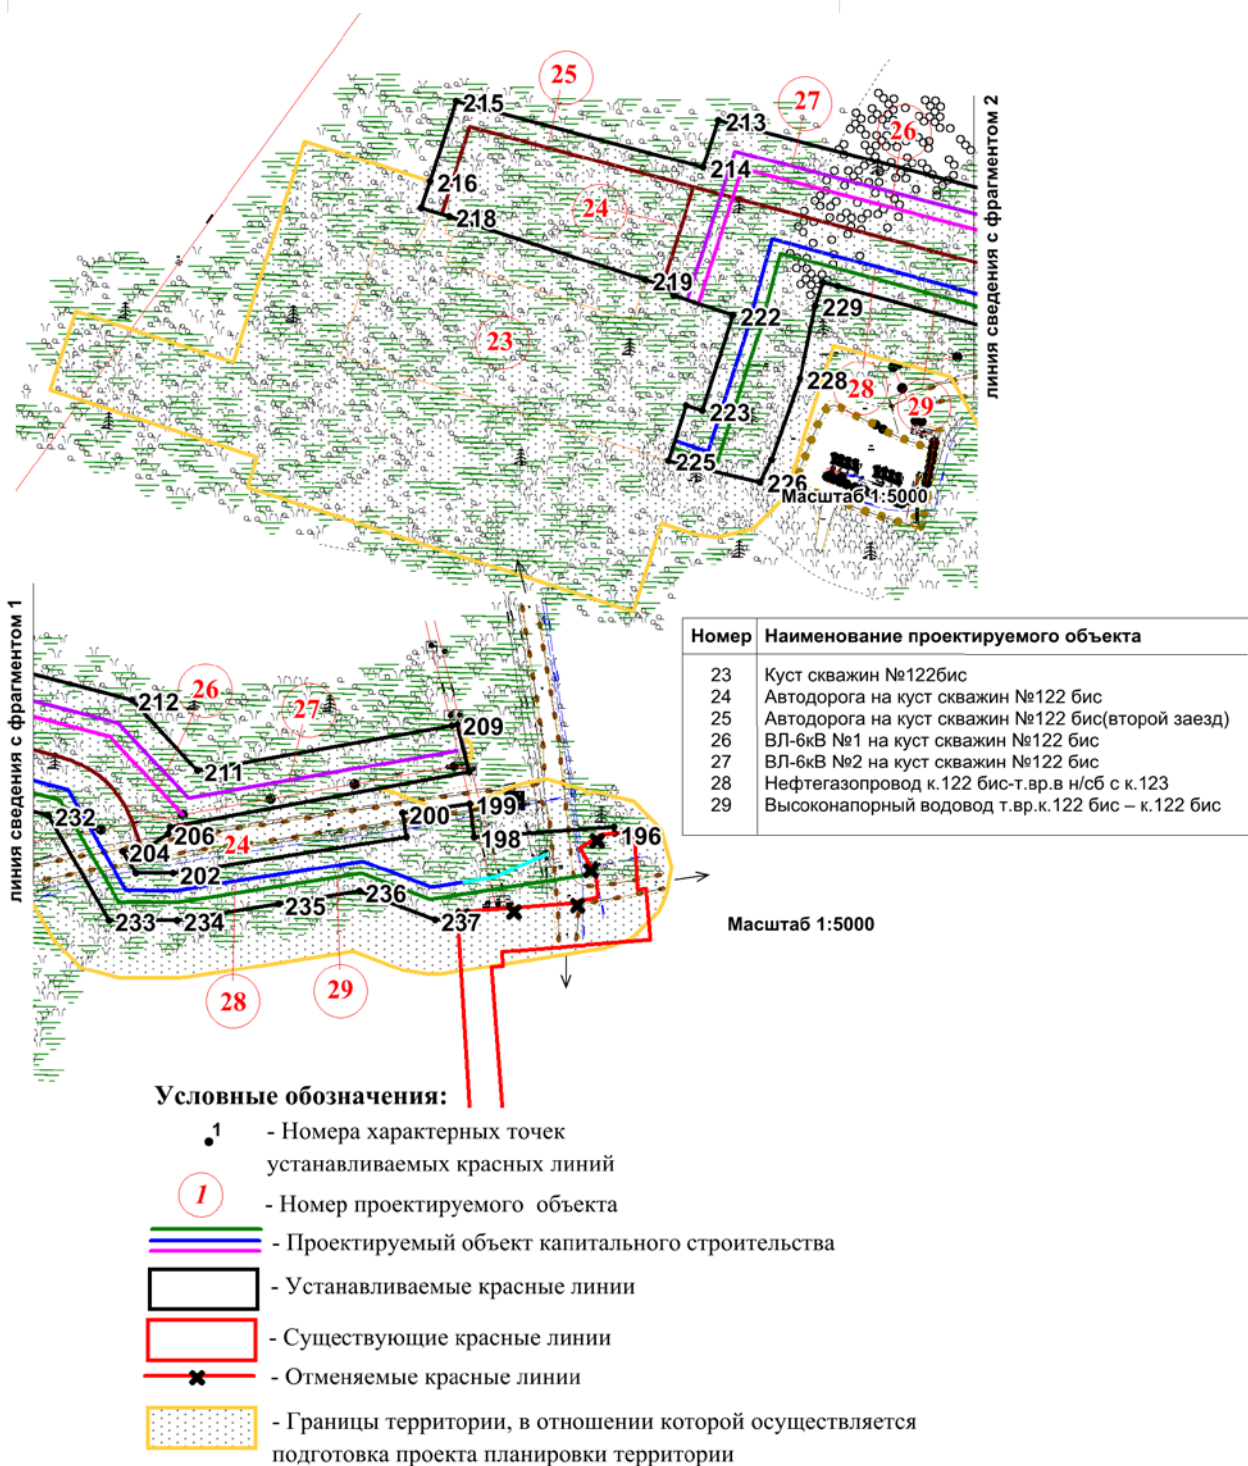 25
215
27
213
26
линия сведения с фрагментом 2
214
216
24
218
219
222
229
23
228
28
29
223
225
226
Масштаб 1:5000
линия сведения с фрагментом 1
212
26
27
209
211
232
206
204
24
200
199
198
196
202
236
235
233
234
237
28
29
Масштаб 1:5000
Номер Наименование проектируемого объекта
23 Куст скважин №122бис
24 Автодорога на куст скважин №122 бис
25 Автодорога на куст скважин №122 бис(второй заезд)
26 ВЛ-6кВ №1 на куст скважин №122 бис
27 ВЛ-6кВ №2 на куст скважин №122 бис
28 Нефтегазопровод к.122 бис-т.вр.в н/сб с к.123
29 Высоконапорный водовод т.вр.к.122 бис – к.122 бис
Условные обозначения:
1 - Номера характерных точек
устанавливаемых красных линий
1 - Номер проектируемого объекта
- Проектируемый объект капитального строительства
- Устанавливаемые красные линии
- Существующие красные линии
- Отменяемые красные линии
- Границы территории, в отношении которой осуществляется
подготовка проекта планировки территории